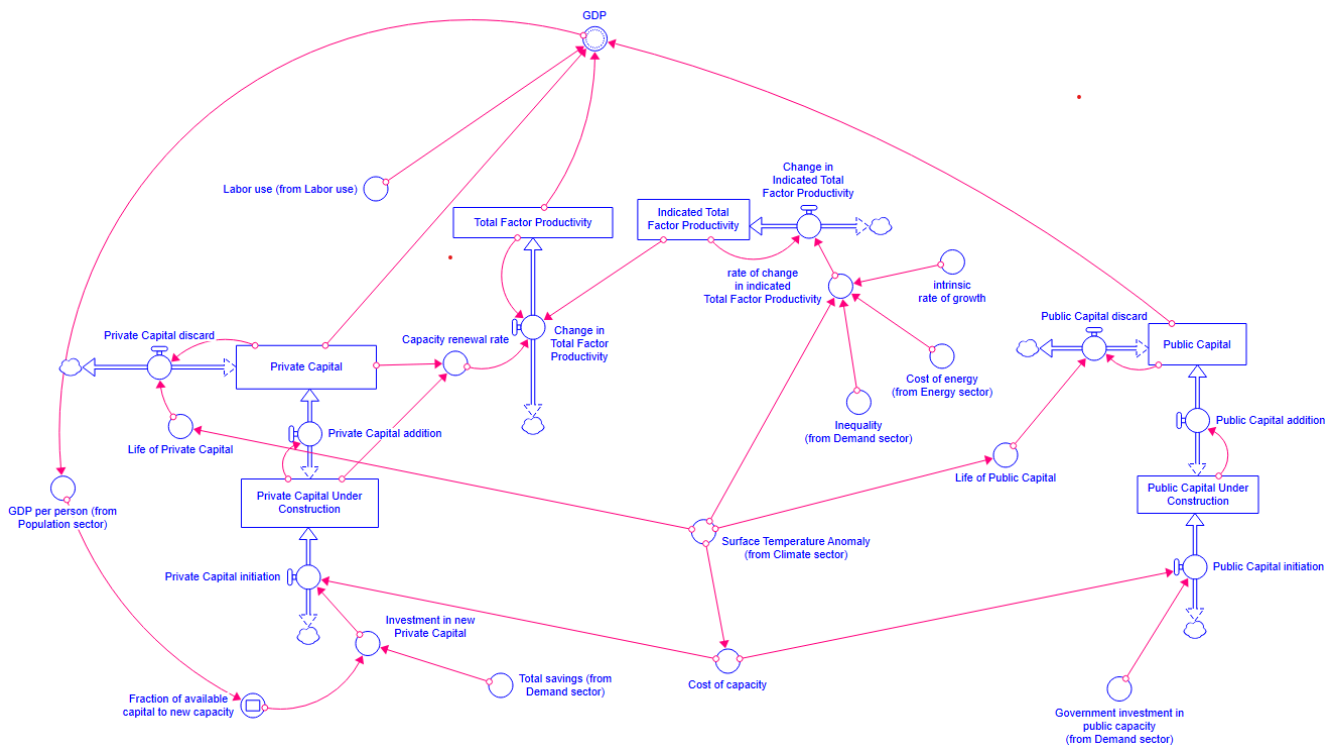 GDP
Labor use (from Labor use)
Change in
Indicated Total
Factor Productivity
Total Factor Productivity
Indicated Total
Factor Productivity
rate of change
in indicated
Total Factor Productivity
intrinsic
rate of growth
Private Capital discard
Capacity renewal rate
Change in
Total Factor
Productivity
Public Capital discard
Private Capital
Public Capital
Cost of energy
(from Energy sector)
Inequality
(from Demand sector)
Life of Private Capital
Private Capital addition
Public Capital addition
Life of Public Capital
Private Capital Under
Construction
Public Capital Under
Construction
GDP per person (from
Population sector)
Surface Temperature Anomaly
(from Climate sector)
Private Capital initiation
Public Capital initiation
Investment in new
Private Capital
Total savings (from
Demand sector)
Cost of capacity
Fraction of available
capital to new capacity
Government investment in
public capacity
(from Demand sector)